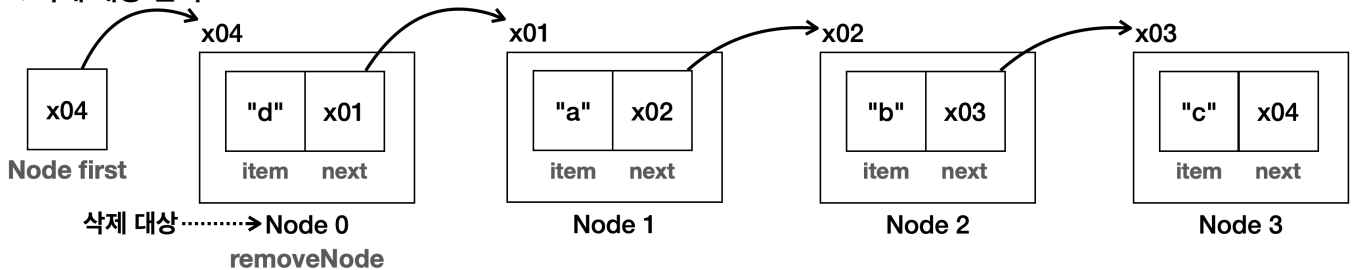 x04 x01 x02 x03
x04 "d" x01 "a" x02 "b" x03 "c" x04
Node first item next item next item next item next
삭제 대상 Node 0 Node 1 Node 2 Node 3
removeNode